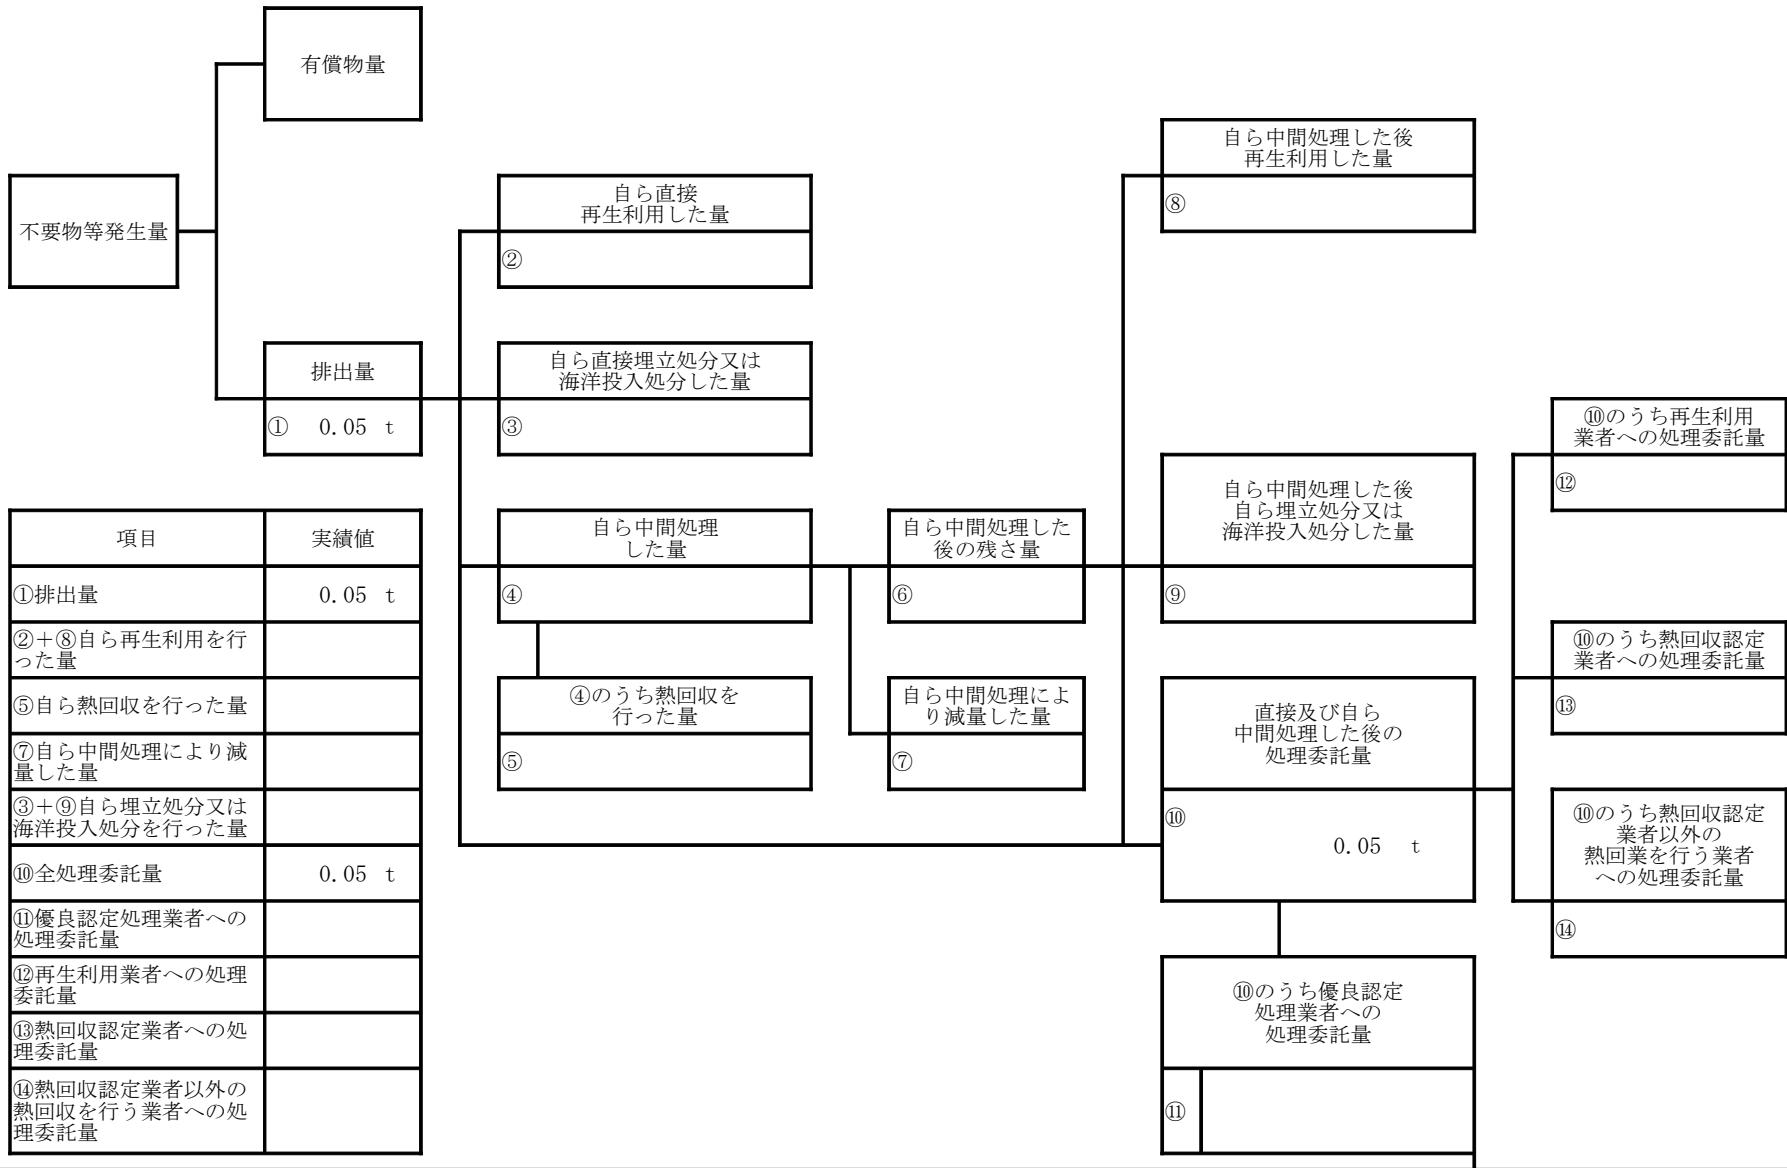 有償物量
不要物等発生量
排出量
① 0.05 t
自ら直接
再生利用した量
②
自ら直接埋立処分又は
海洋投入処分した量
③
自ら中間処理
した量
④
④のうち熱回収を
行った量
⑤
自ら中間処理した
後の残さ量
⑥
自ら中間処理によ
り減量した量
⑦
自ら中間処理した後
再生利用した量
⑧
自ら中間処理した後
自ら埋立処分又は
海洋投入処分した量
⑨
直接及び自ら
中間処理した後の
処理委託量
⑩
0.05 t
⑩のうち優良認定
処理業者への
処理委託量
⑪
⑩のうち再生利用
業者への処理委託量
⑫
⑩のうち熱回収認定
業者への処理委託量
⑬
⑩のうち熱回収認定
業者以外の
熱回業を行う業者
への処理委託量
⑭
項目 実績値
①排出量 0.05 t
②＋⑧自ら再生利用を行
った量
⑤自ら熱回収を行った量
⑦自ら中間処理により減
量した量
③＋⑨自ら埋立処分又は
海洋投入処分を行った量
⑩全処理委託量 0.05 t
⑪優良認定処理業者への
処理委託量
⑫再生利用業者への処理
委託量
⑬熱回収認定業者への処
理委託量
⑭熱回収認定業者以外の
熱回収を行う業者への処
理委託量